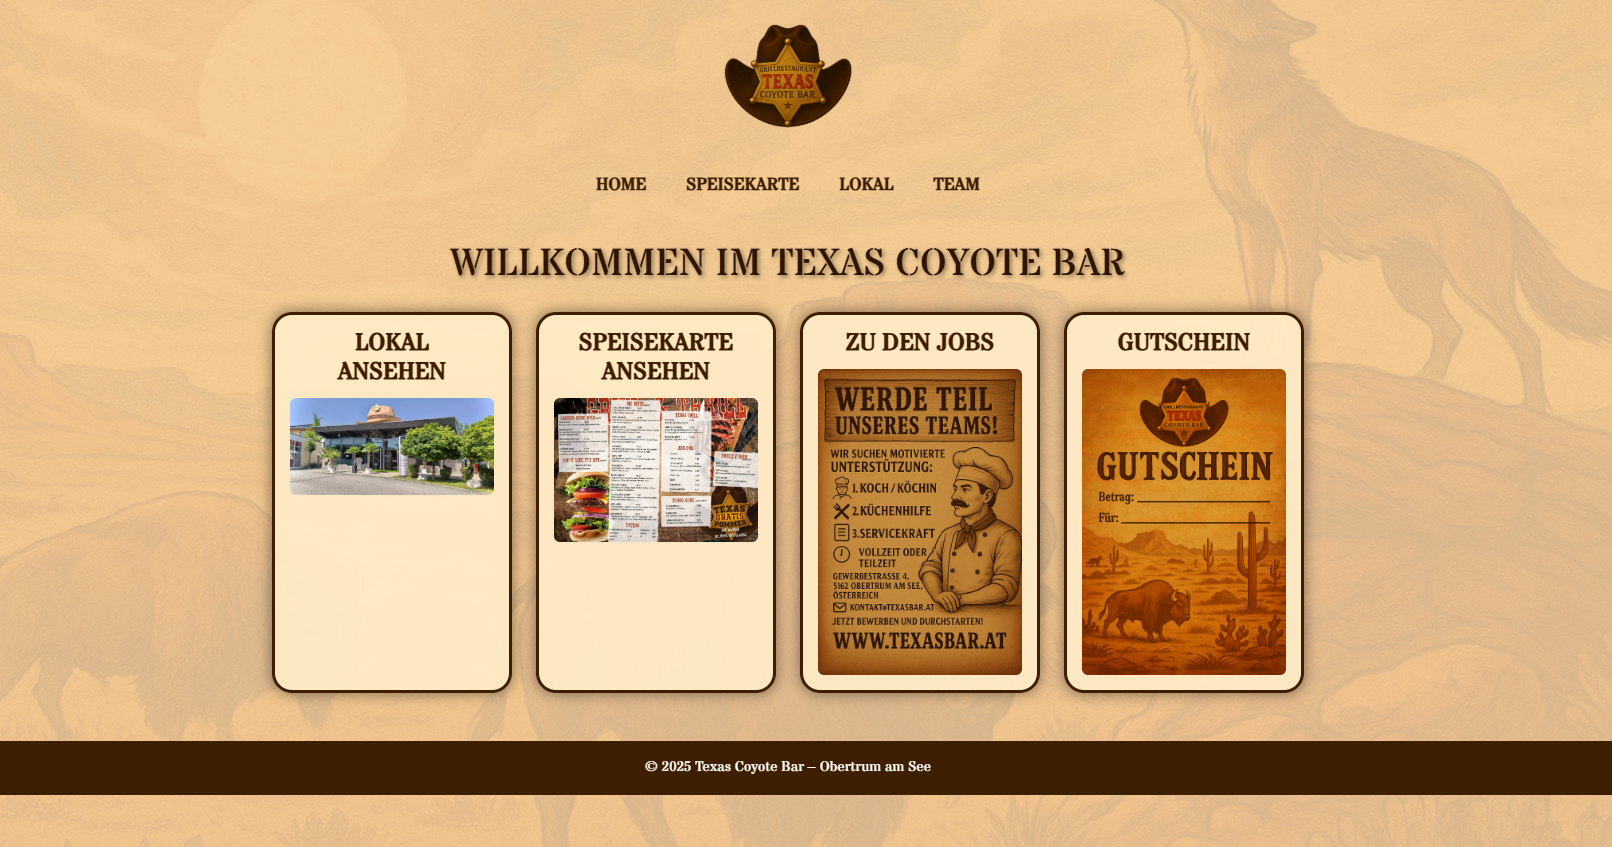 GRILLRESTAURANT
TEXAS
COYOTE BAR
HOME
SPEISEKARTE
LOKAL
TEAM
WILLKOMMEN IM TEXAS COYOTE BAR
LOKAL
ANSEHEN
SPEISEKARTE
ANSEHEN
TEXAS
GRATIS
POMMES
ZU DEN JOBS
WERDE TEIL
UNSERES TEAMS!
WIR SUCHEN MOTIVIERTE
UNTERSTÜTZUNG:
1. KOCH / KÖCHIN
2. KÜCHENHILFE
3. SERVICEKRAFT
VOLLZEIT ODER
TEILZEIT
GEWERBESTRASSE 4,
5162 OBERTRUM AM SEE,
ÖSTERREICH
KONTAKT@TEXASBAR.AT
JETZT BEWERBEN UND DURCHSTARTEN!
WWW.TEXASBAR.AT
GUTSCHEIN
GRILLRESTAURANT
TEXAS
COYOTE BAR
GUTSCHEIN
Betrag:
Für:
© 2025 Texas Coyote Bar – Obertrum am See